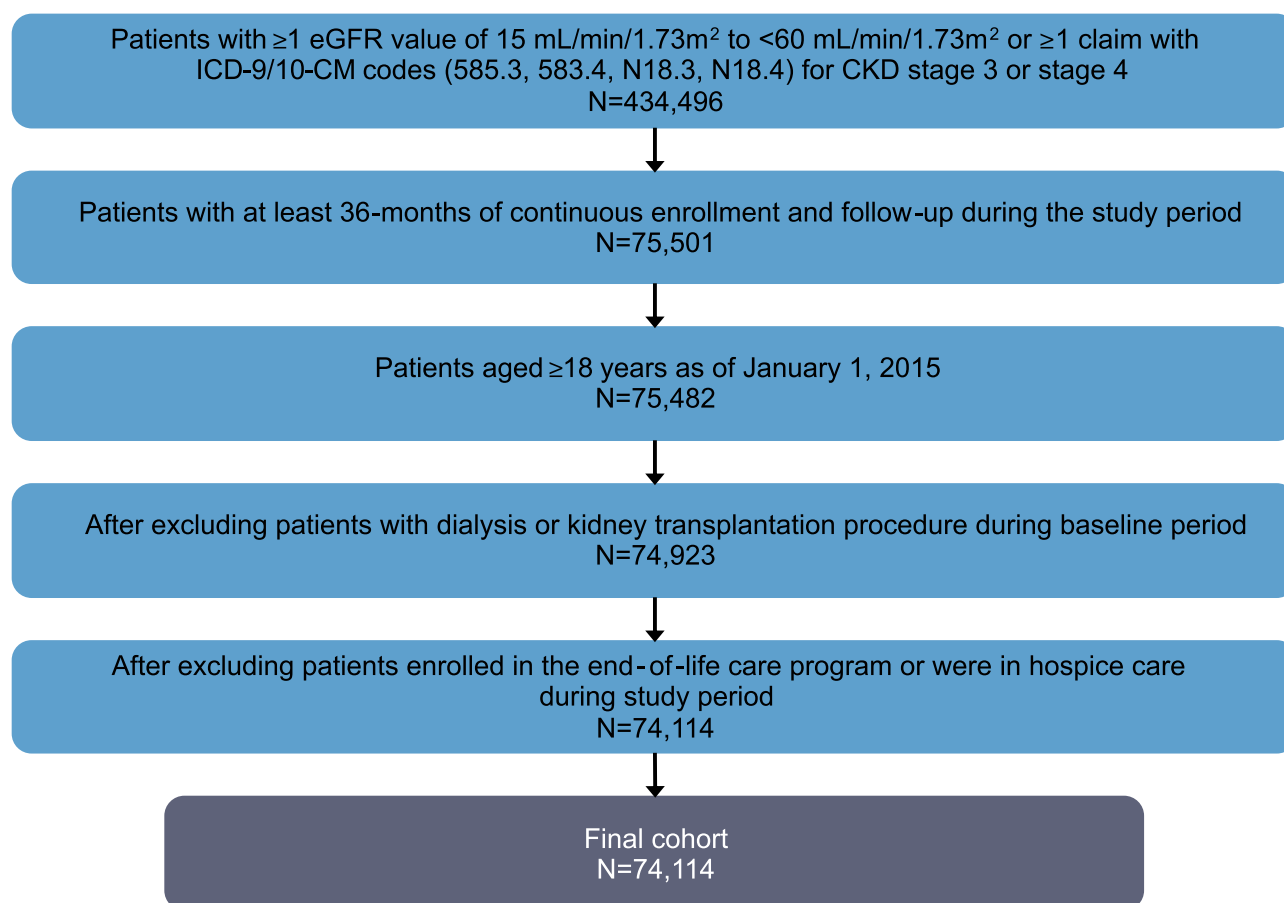 Patients with ≥1 eGFR value of 15 mL/min/1.73m² to <60 mL/min/1.73m² or ≥1 claim with
ICD-9/10-CM codes (585.3, 583.4, N18.3, N18.4) for CKD stage 3 or stage 4
N=434,496
Patients with at least 36-months of continuous enrollment and follow-up during the study period
N=75,501
Patients aged ≥18 years as of January 1, 2015
N=75,482
After excluding patients with dialysis or kidney transplantation procedure during baseline period
N=74,923
After excluding patients enrolled in the end-of-life care program or were in hospice care
during study period
N=74,114
Final cohort
N=74,114